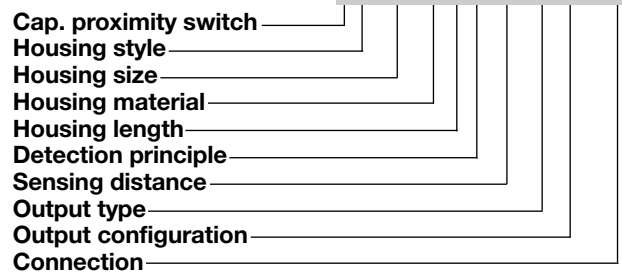 Cap. proximity switch
Housing style
Housing size
Housing material
Housing length
Detection principle
Sensing distance
Output type
Output configuration
Connection